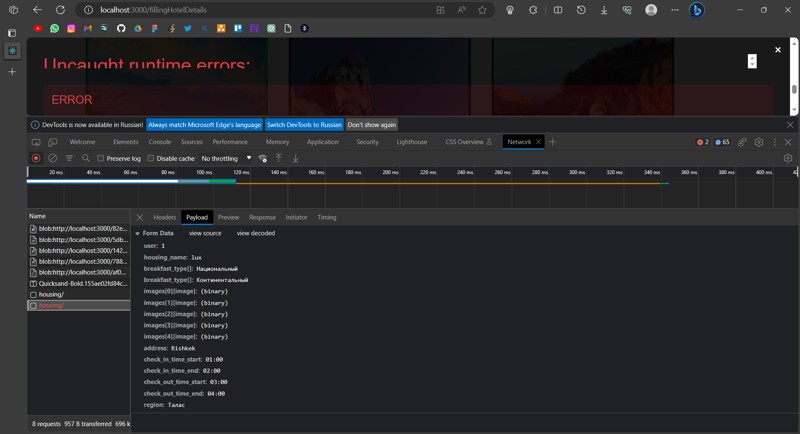 localhost:3000/fillingHotelDetails
Uncaught runtime errors:
ERROR
DevTools is now available in Russian! Always match Microsoft Edge's language Switch DevTools to Russian Don't show again
Welcome Elements Console Sources Performance Memory Application Security Lighthouse CSS Overview Network 2 65
Preserve log Disable cache No throttling
20 ms 40 ms 60 ms 80 ms 100 ms 120 ms 140 ms 160 ms 180 ms 200 ms 220 ms 240 ms 260 ms 280 ms 300 ms 320 ms 340 ms 360 ms 380 ms 400 ms
Name Headers Payload Preview Response Initiator Timing
blob:http://localhost:3000/82e...
blob:http://localhost:3000/5db...
blob:http://localhost:3000/142...
blob:http://localhost:3000/788...
blob:http://localhost:3000/af0...
Quicksand-Bold.155ae02fd84c...
housing/
housing/
Form Data view source view decoded
user: 1
housing_name: lux
breakfast_type[]: Национальный
breakfast_type[]: Континентальный
images[0][image]: (binary)
images[1][image]: (binary)
images[2][image]: (binary)
images[3][image]: (binary)
images[4][image]: (binary)
address: Bishkek
check_in_time_start: 01:00
check_in_time_end: 02:00
check_out_time_start: 03:00
check_out_time_end: 04:00
region: Талас
8 requests 957 B transferred 696 k